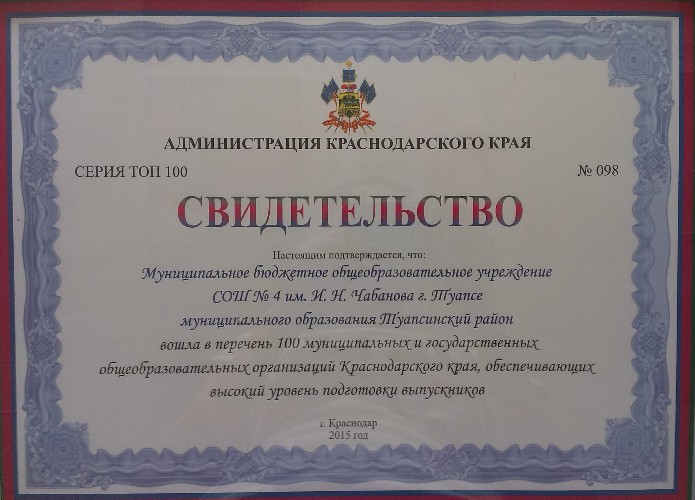 АДМИНИСТРАЦИЯ КРАСНОДАРСКОГО КРАЯ
СЕРИЯ ТОП 100 № 098
СВИДЕТЕЛЬСТВО
Настоящим подтверждается, что:
Муниципальное бюджетное общеобразовательное учреждение
СОШ № 4 им. И. Н. Чабанова г. Туапсе
муниципального образования Туапсинский район
вошла в перечень 100 муниципальных и государственных
общеобразовательных организаций Краснодарского края, обеспечивающих
высокий уровень подготовки выпускников
г. Краснодар
2015 год